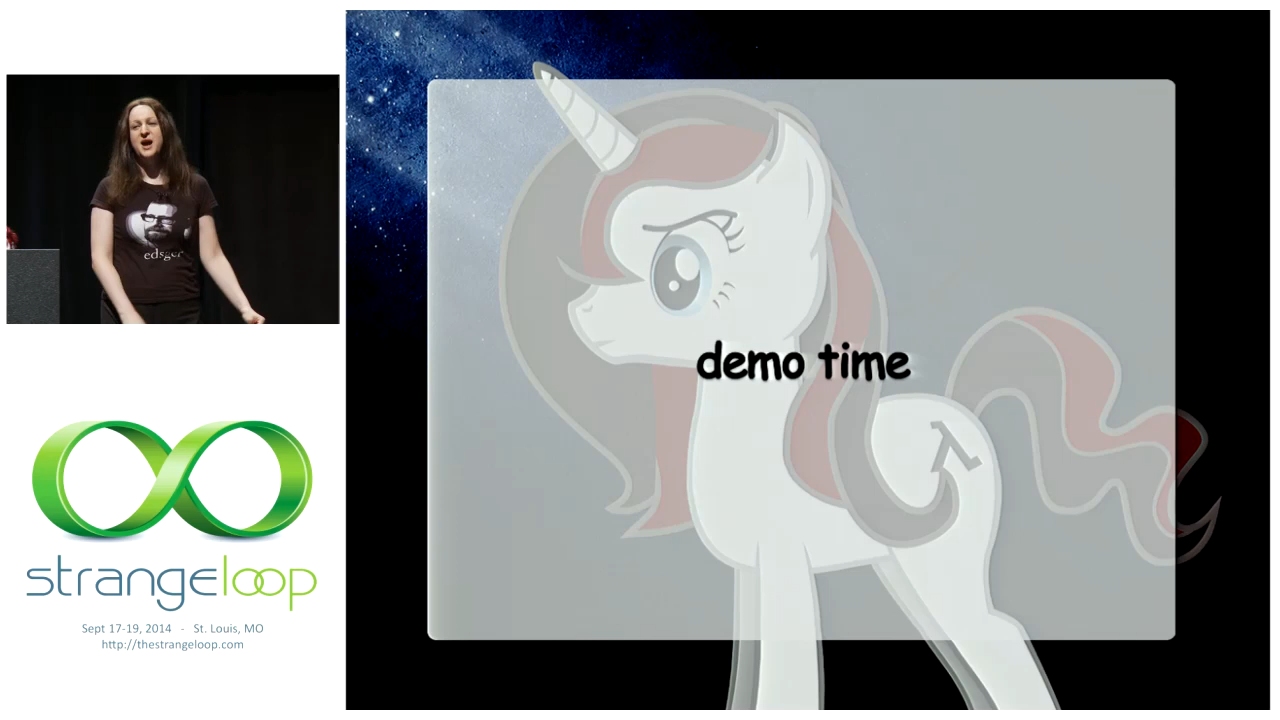 edsger
demo time
λ
strangeloop
Sept 17-19, 2014 - St. Louis, MO
http://thestrangeloop.com